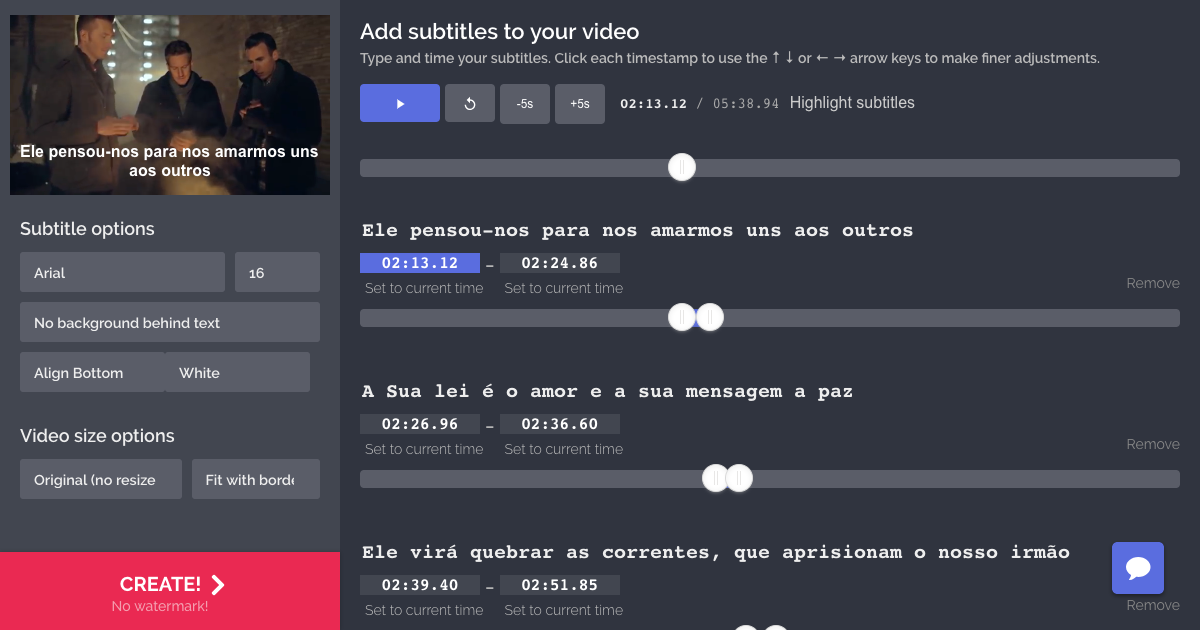 Ele pensou-nos para nos amarmos uns
aos outros
Subtitle options
Arial
16
No background behind text
Align Bottom
White
Video size options
Original (no resize
Fit with borde
CREATE!
No watermark!
Add subtitles to your video
Type and time your subtitles. Click each timestamp to use the ↑ ↓ or ← → arrow keys to make finer adjustments.
-5s
+5s
02:13.12 / 05:38.94
Highlight subtitles
Ele pensou-nos para nos amarmos uns aos outros
02:13.12 – 02:24.86
Set to current time
Set to current time
Remove
A Sua lei é o amor e a sua mensagem a paz
02:26.96 – 02:36.60
Set to current time
Set to current time
Remove
Ele virá quebrar as correntes, que aprisionam o nosso irmão
02:39.40 – 02:51.85
Set to current time
Set to current time
Remove